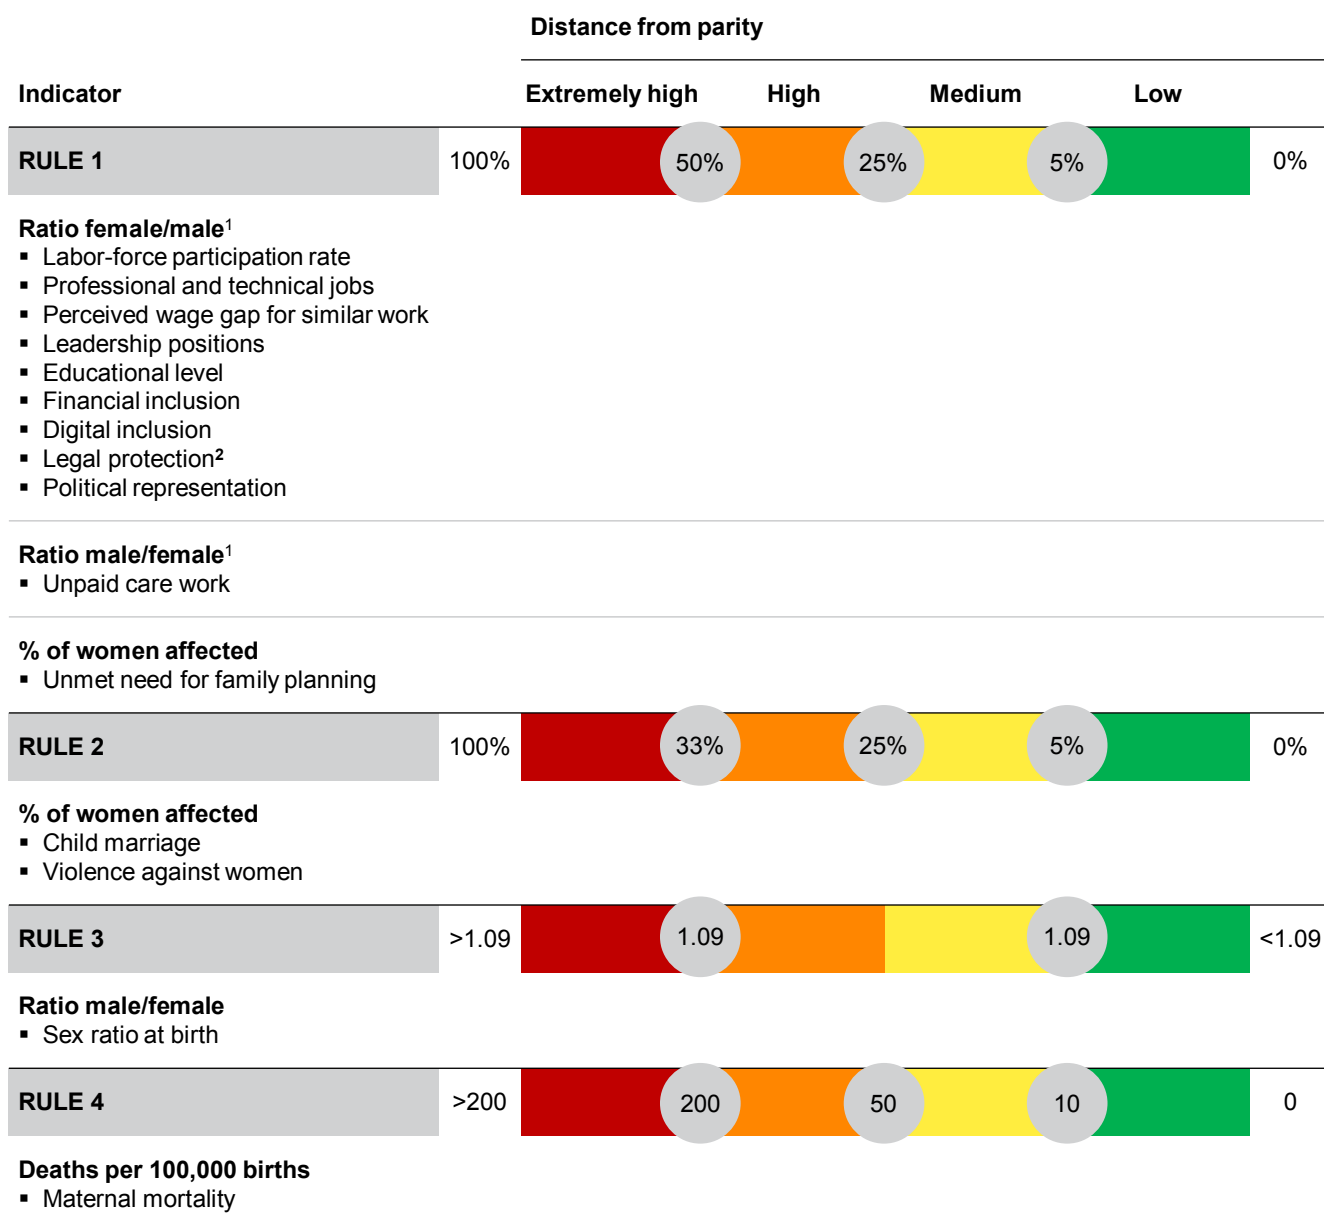 Distance from parity
Indicator Extremely high High Medium Low
RULE 1 100% 50% 25% 5% 0%
Ratio female/male¹
▪ Labor-force participation rate
▪ Professional and technical jobs
▪ Perceived wage gap for similar work
▪ Leadership positions
▪ Educational level
▪ Financial inclusion
▪ Digital inclusion
▪ Legal protection²
▪ Political representation
Ratio male/female¹
▪ Unpaid care work
% of women affected
▪ Unmet need for family planning
RULE 2 100% 33% 25% 5% 0%
% of women affected
▪ Child marriage
▪ Violence against women
RULE 3 >1.09 1.09 1.09 <1.09
Ratio male/female
▪ Sex ratio at birth
RULE 4 >200 200 50 10 0
Deaths per 100,000 births
▪ Maternal mortality